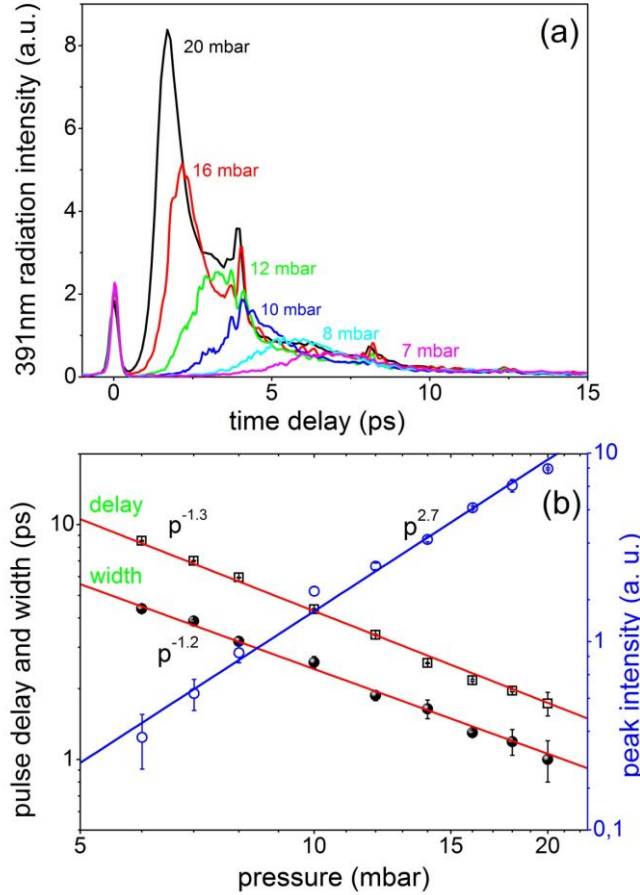 (a)
8
6
4
2
0
391nm radiation intensity (a.u.)
20 mbar
16 mbar
12 mbar
10 mbar
8 mbar
7 mbar
0
5
10
15
time delay (ps)
(b)
delay
width
p^-1.3
p^-1.2
p^2.7
10
1
pulse delay and width (ps)
10
1
0,1
peak intensity (a. u.)
5
10
15
20
pressure (mbar)